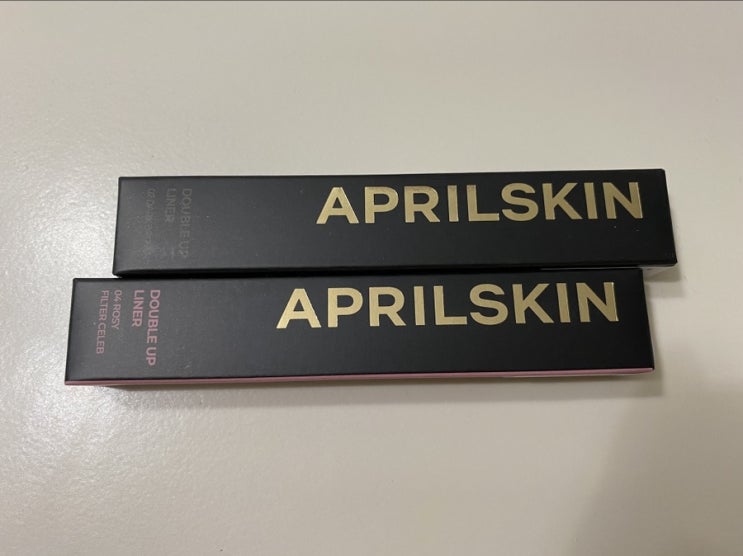 APRILSKIN
DOUBLE UP
LINER
APRILSKIN
DOUBLE UP
LINER
04 ROSY
FILTER CELEB